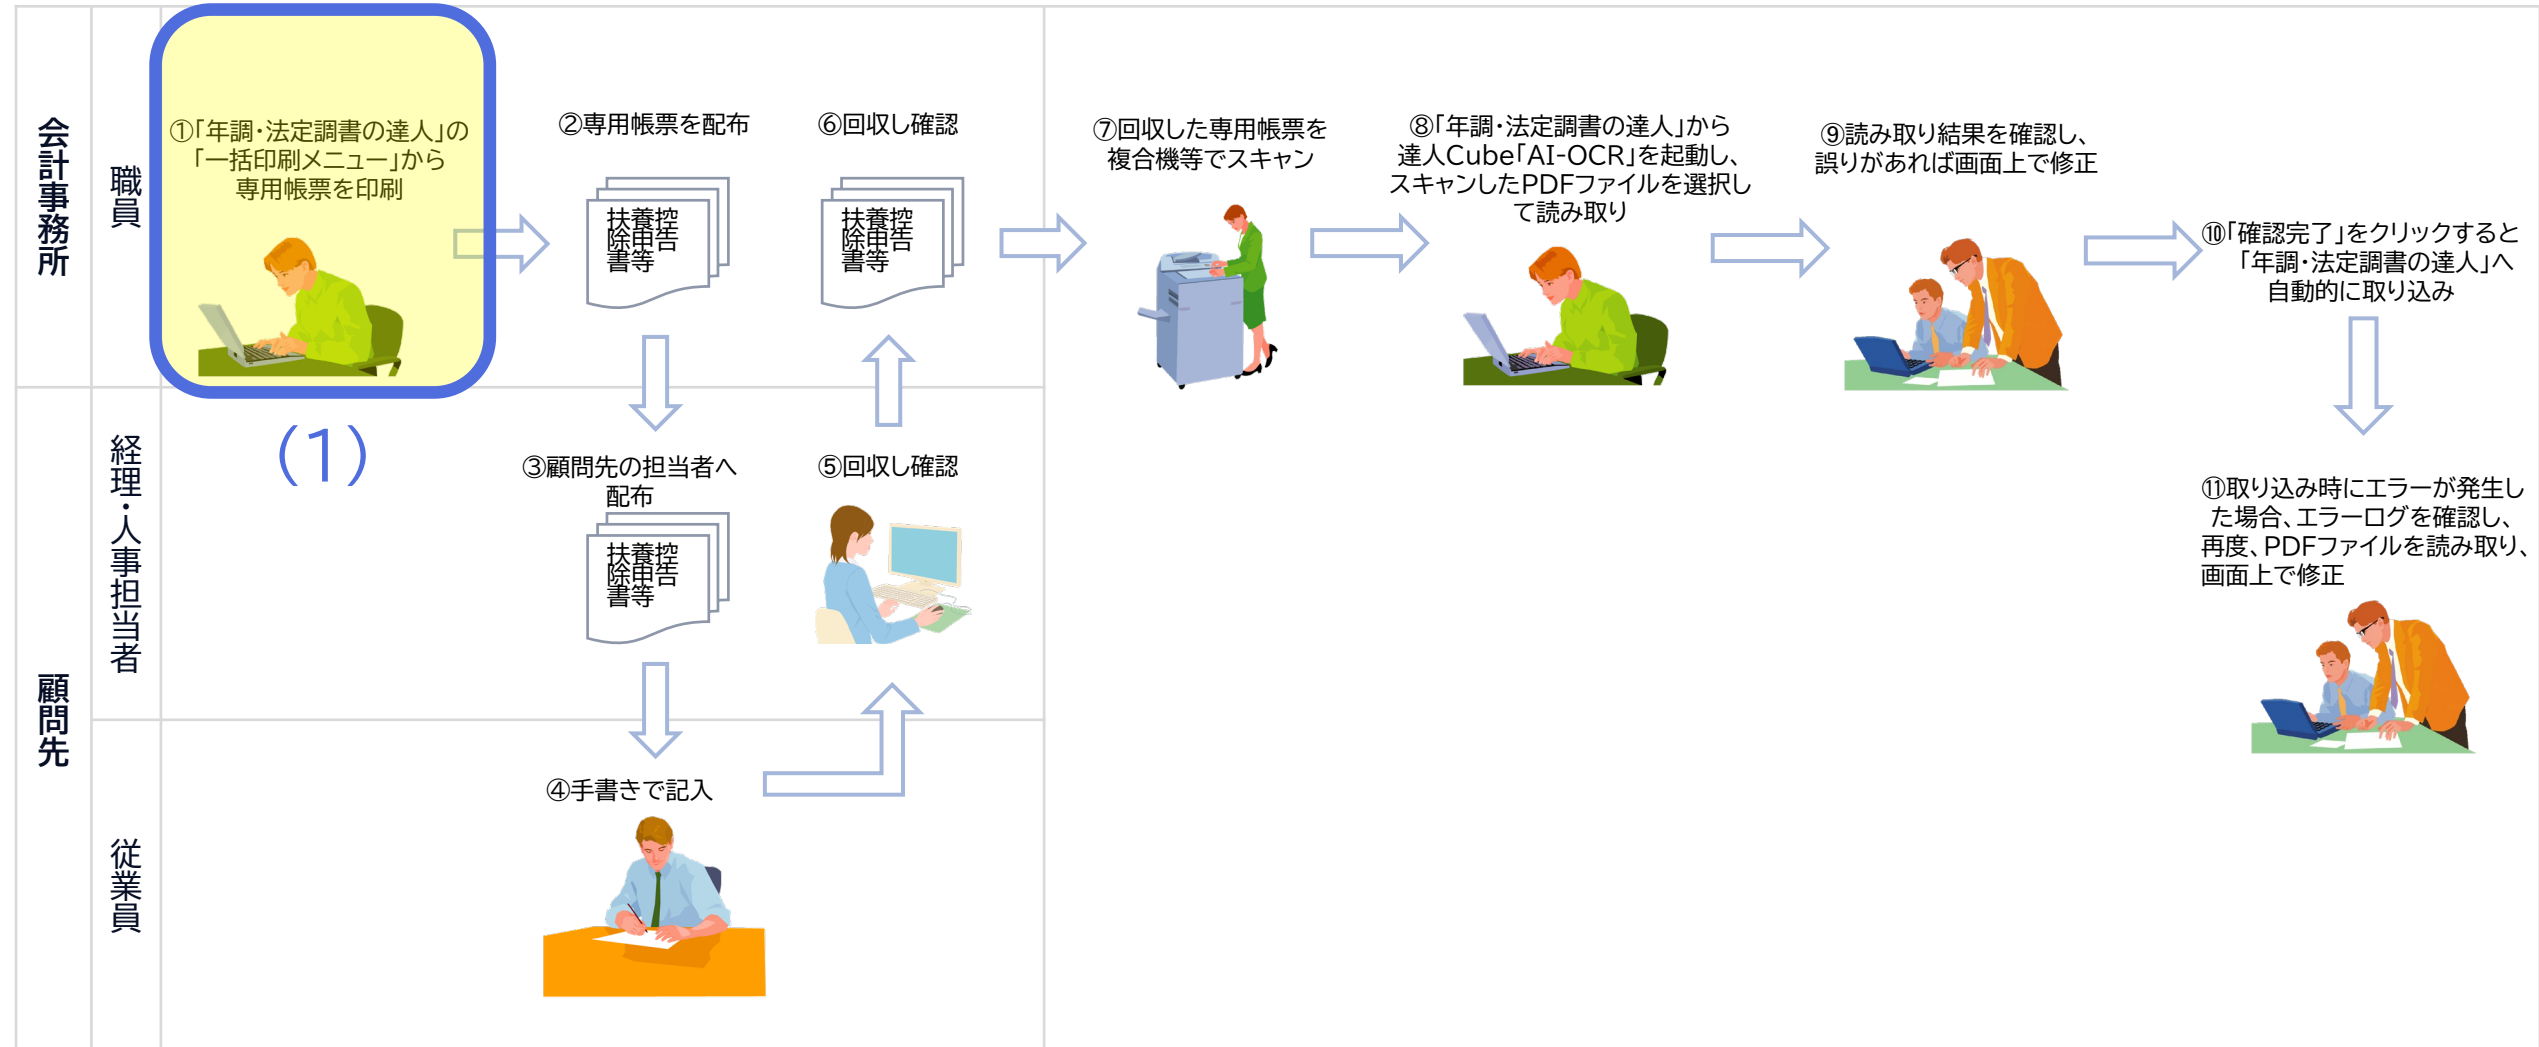 会計事務所
職員
①「年調・法定調書の達人」の
「一括印刷メニュー」から
専用帳票を印刷
(1)
②専用帳票を配布
扶養控
除申告
書等
⑥回収し確認
扶養控
除申告
書等
⑦回収した専用帳票を
複合機等でスキャン
⑧「年調・法定調書の達人」から
達人Cube「AI-OCR」を起動し、
スキャンしたPDFファイルを選択し
て読み取り
⑨読み取り結果を確認し、
誤りがあれば画面上で修正
⑩「確認完了」をクリックすると
「年調・法定調書の達人」へ
自動的に取り込み
顧問先
経理・人事担当者
③顧問先の担当者へ
配布
扶養控
除申告
書等
⑤回収し確認
⑪取り込み時にエラーが発生し
た場合、エラーログを確認し、
再度、PDFファイルを読み取り、
画面上で修正
従業員
④手書きで記入